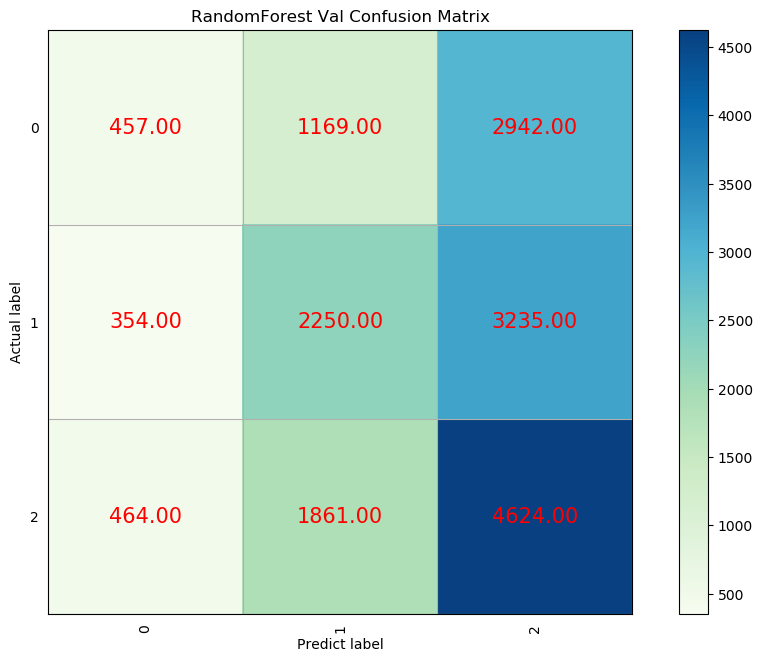 RandomForest Val Confusion Matrix
4500
4000
3500
3000
2500
2000
1500
1000
500
0
457.00 1169.00 2942.00
1
354.00 2250.00 3235.00
2
464.00 1861.00 4624.00
Actual label
0 1 2
Predict label